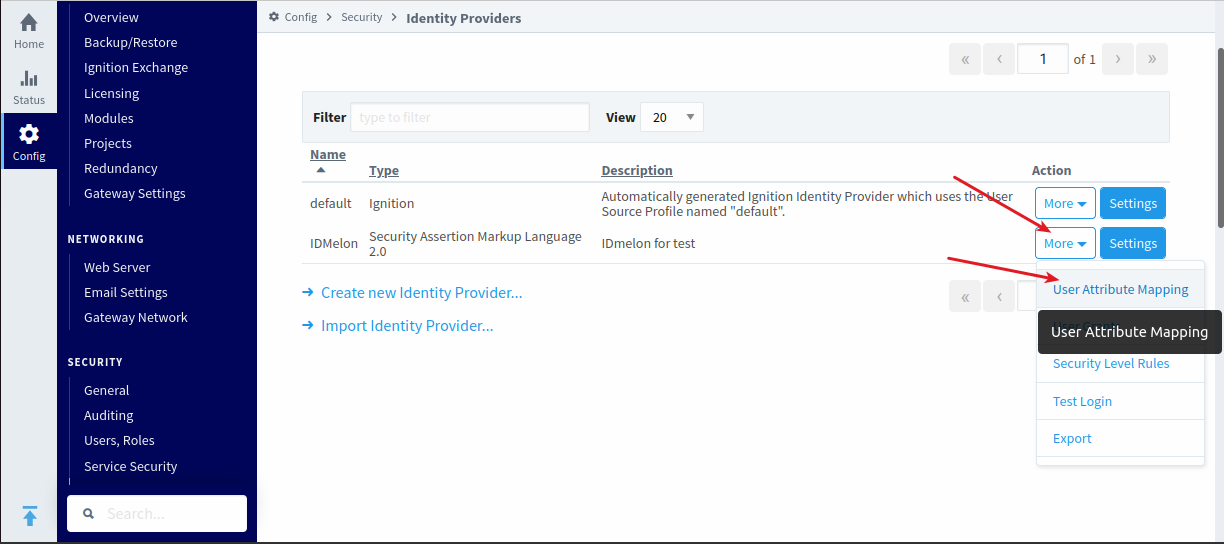 Home
Status
Config
Overview
Backup/Restore
Ignition Exchange
Licensing
Modules
Projects
Redundancy
Gateway Settings
NETWORKING
Web Server
Email Settings
Gateway Network
SECURITY
General
Auditing
Users, Roles
Service Security
Search...
Config > Security > Identity Providers
« ‹ 1 of 1 › »
Filter type to filter View 20
Name Type Description Action
default Ignition Automatically generated Ignition Identity Provider which uses the User
Source Profile named "default".
More Settings
IDMelon Security Assertion Markup Language
2.0
IDmelon for test
More Settings
→ Create new Identity Provider...
→ Import Identity Provider...
« ‹
User Attribute Mapping
User Attribute Mapping
Security Level Rules
Test Login
Export